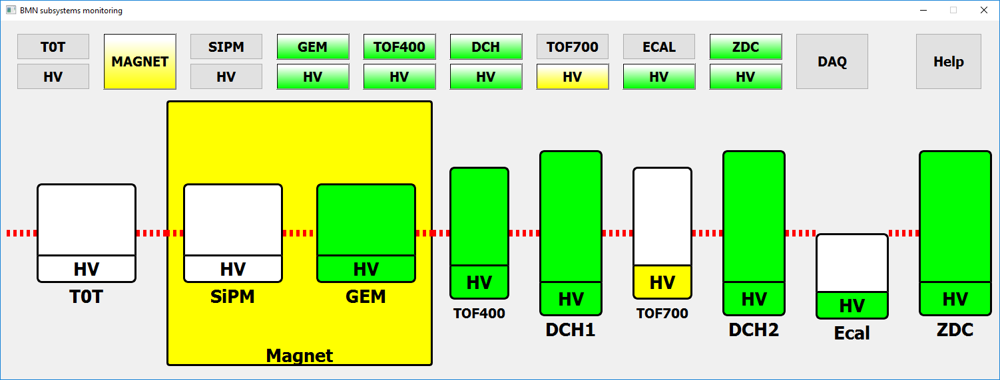 BMN subsystems monitoring
T0T MAGNET SIPM GEM TOF400 DCH TOF700 ECAL ZDC DAQ Help
HV HV HV HV HV HV HV HV
HV HV HV HV HV HV HV HV HV
T0T SiPM GEM TOF400 DCH1 TOF700 DCH2 Ecal ZDC
Magnet